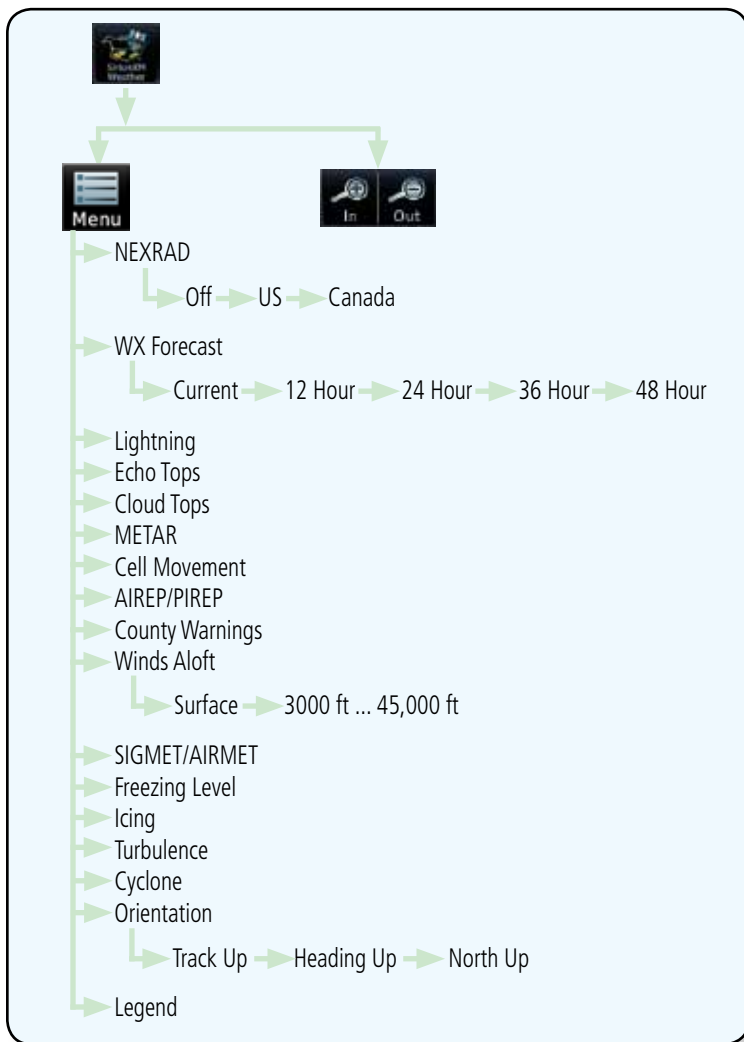 SiriusXM
Weather
Menu
In Out
NEXRAD
Off US Canada
WX Forecast
Current 12 Hour 24 Hour 36 Hour 48 Hour
Lightning
Echo Tops
Cloud Tops
METAR
Cell Movement
AIREP/PIREP
County Warnings
Winds Aloft
Surface 3000 ft ... 45,000 ft
SIGMET/AIRMET
Freezing Level
Icing
Turbulence
Cyclone
Orientation
Track Up Heading Up North Up
Legend